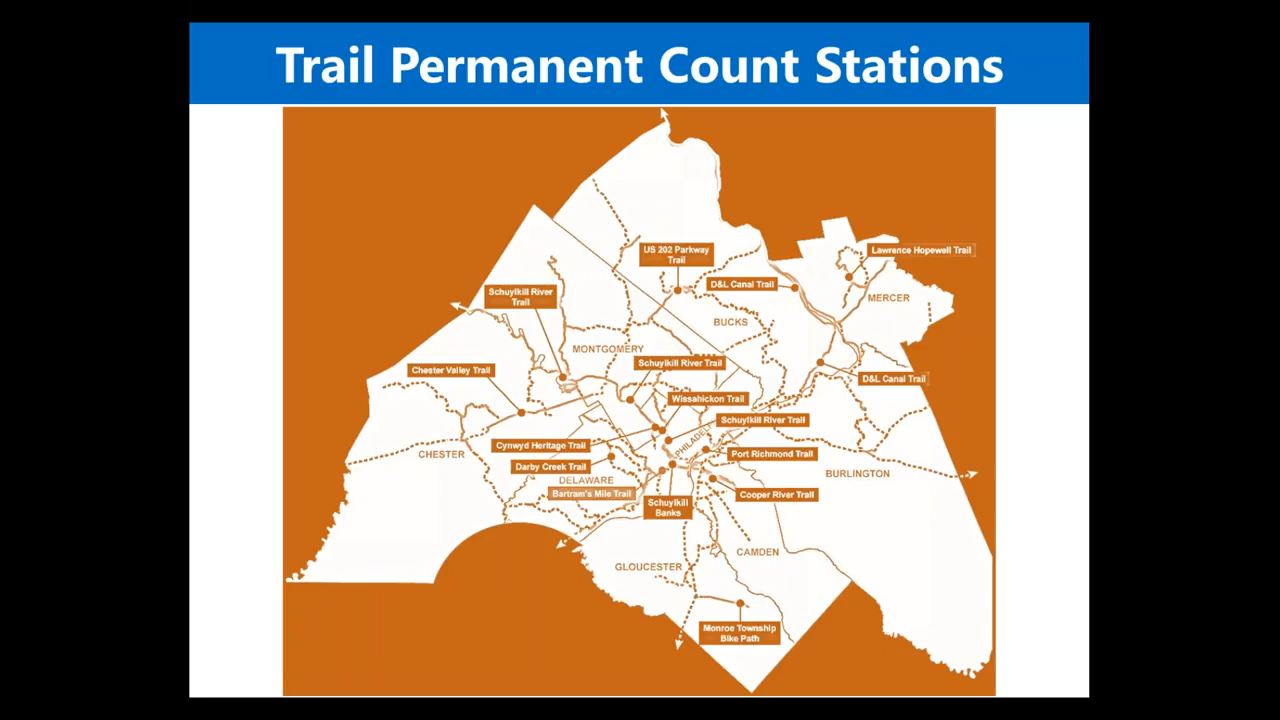 Trail Permanent Count Stations
US 202 Parkway
Trail
Lawrence Hopewell Trail
D&L Canal Trail
Schuylkill River
Trail
MERCER
BUCKS
MONTGOMERY
Schuylkill River Trail
Chester Valley Trail
D&L Canal Trail
Wissahickon Trail
Schuylkill River Trail
PHILADEL
Cynwyd Heritage Trail
CHESTER
Port Richmond Trail
Darby Creek Trail
BURLINGTON
DELAWARE
Bartram's Mile Trail
Cooper River Trail
Schuylkill
Banks
CAMDEN
GLOUCESTER
Monroe Township
Bike Path